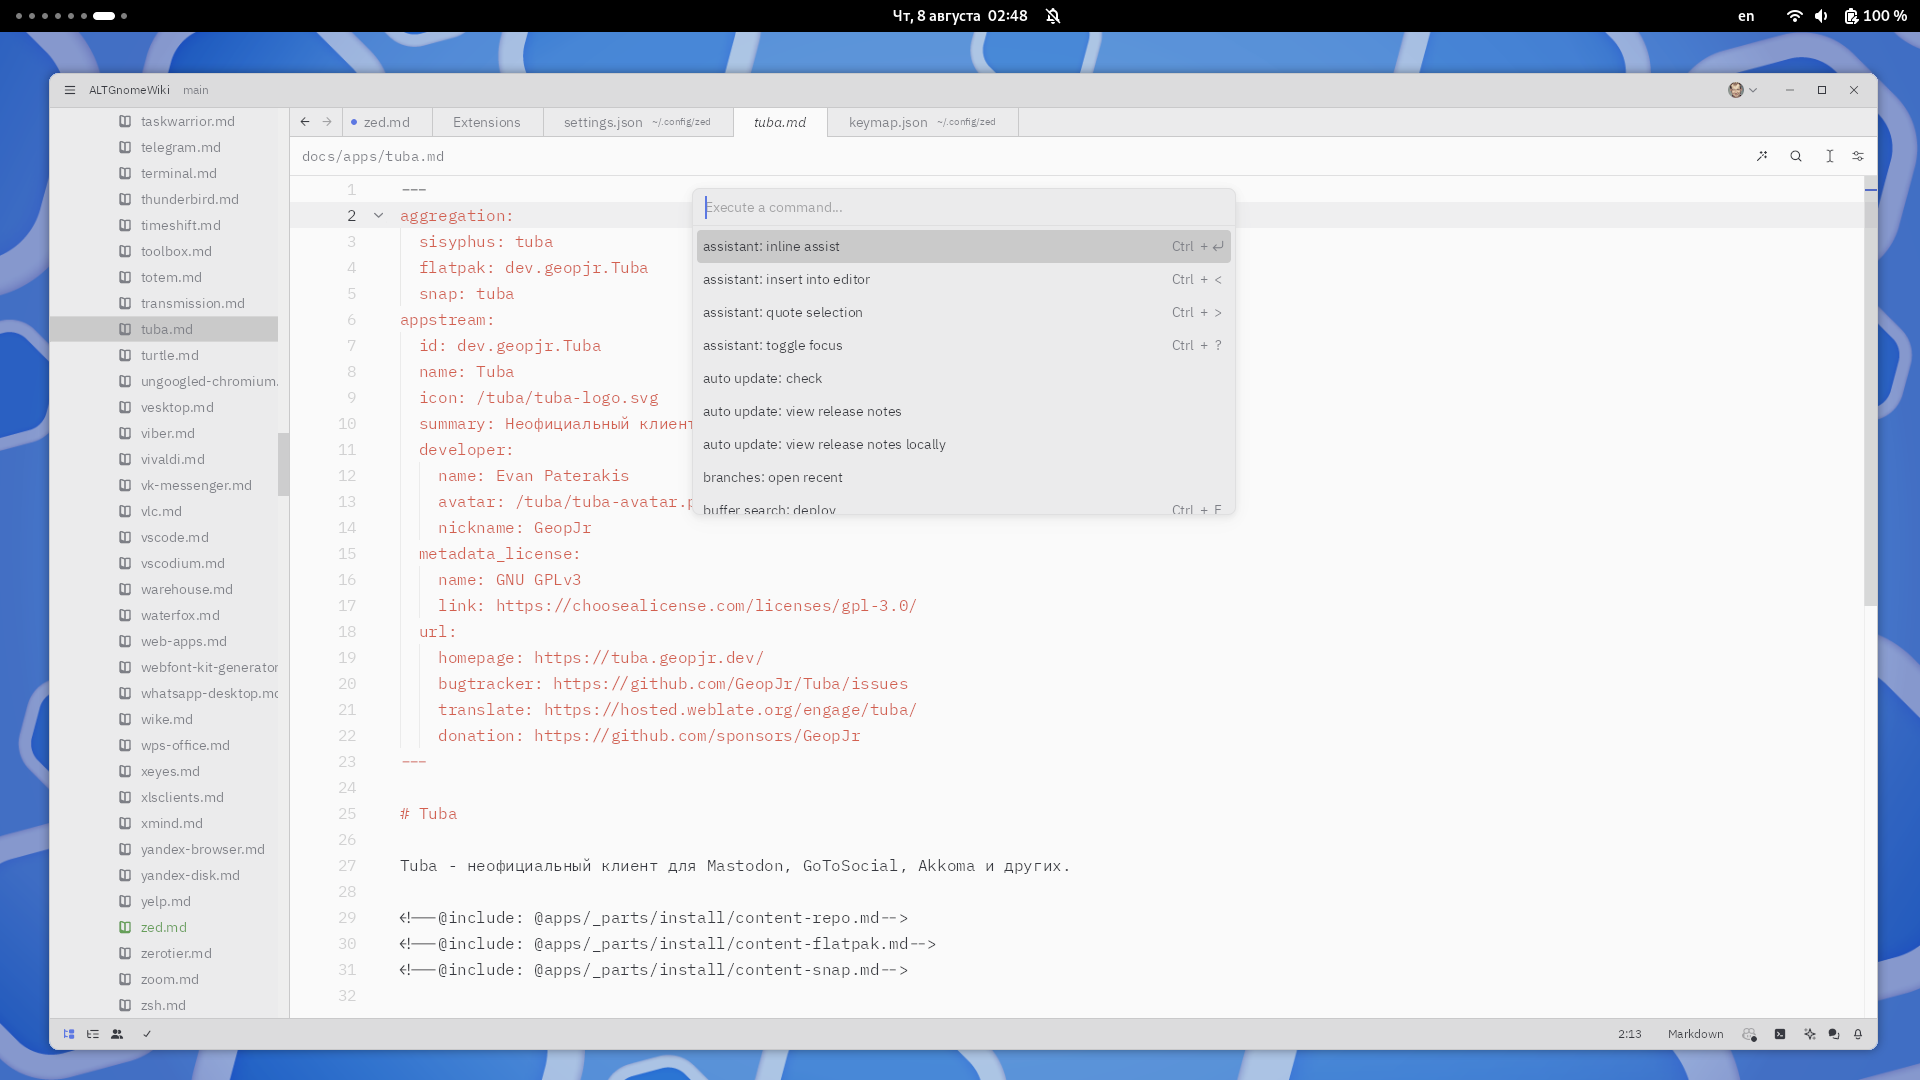 Чт, 8 августа 02:48
en
100 %
ALTGnomeWiki main
taskwarrior.md
telegram.md
terminal.md
thunderbird.md
timeshift.md
toolbox.md
totem.md
transmission.md
tuba.md
turtle.md
ungoogled-chromium.
vesktop.md
viber.md
vivaldi.md
vk-messenger.md
vlc.md
vscode.md
vscodium.md
warehouse.md
waterfox.md
web-apps.md
webfont-kit-generator
whatsapp-desktop.md
wike.md
wps-office.md
xeyes.md
xlsclients.md
xmind.md
yandex-browser.md
yandex-disk.md
yelp.md
zed.md
zerotier.md
zoom.md
zsh.md
zed.md Extensions settings.json ~/.config/zed tuba.md keymap.json ~/.config/zed
docs/apps/tuba.md
1 ---
2 aggregation:
3 sisyphus: tuba
4 flatpak: dev.geopjr.Tuba
5 snap: tuba
6 appstream:
7 id: dev.geopjr.Tuba
8 name: Tuba
9 icon: /tuba/tuba-logo.svg
10 summary: Неофициальный клиент
11 developer:
12 name: Evan Paterakis
13 avatar: /tuba/tuba-avatar.p
14 nickname: GeopJr
15 metadata_license:
16 name: GNU GPLv3
17 link: https://choosealicense.com/licenses/gpl-3.0/
18 url:
19 homepage: https://tuba.geopjr.dev/
20 bugtracker: https://github.com/GeopJr/Tuba/issues
21 translate: https://hosted.weblate.org/engage/tuba/
22 donation: https://github.com/sponsors/GeopJr
23 ---
24
25 # Tuba
26
27 Tuba - неофициальный клиент для Mastodon, GoToSocial, Akkoma и других.
28
29 <!--@include: @apps/_parts/install/content-repo.md-->
30 <!--@include: @apps/_parts/install/content-flatpak.md-->
31 <!--@include: @apps/_parts/install/content-snap.md-->
32
Execute a command...
assistant: inline assist Ctrl + ↵
assistant: insert into editor Ctrl + <
assistant: quote selection Ctrl + >
assistant: toggle focus Ctrl + ?
auto update: check
auto update: view release notes
auto update: view release notes locally
branches: open recent
buffer search: deploy Ctrl + F
2:13 Markdown